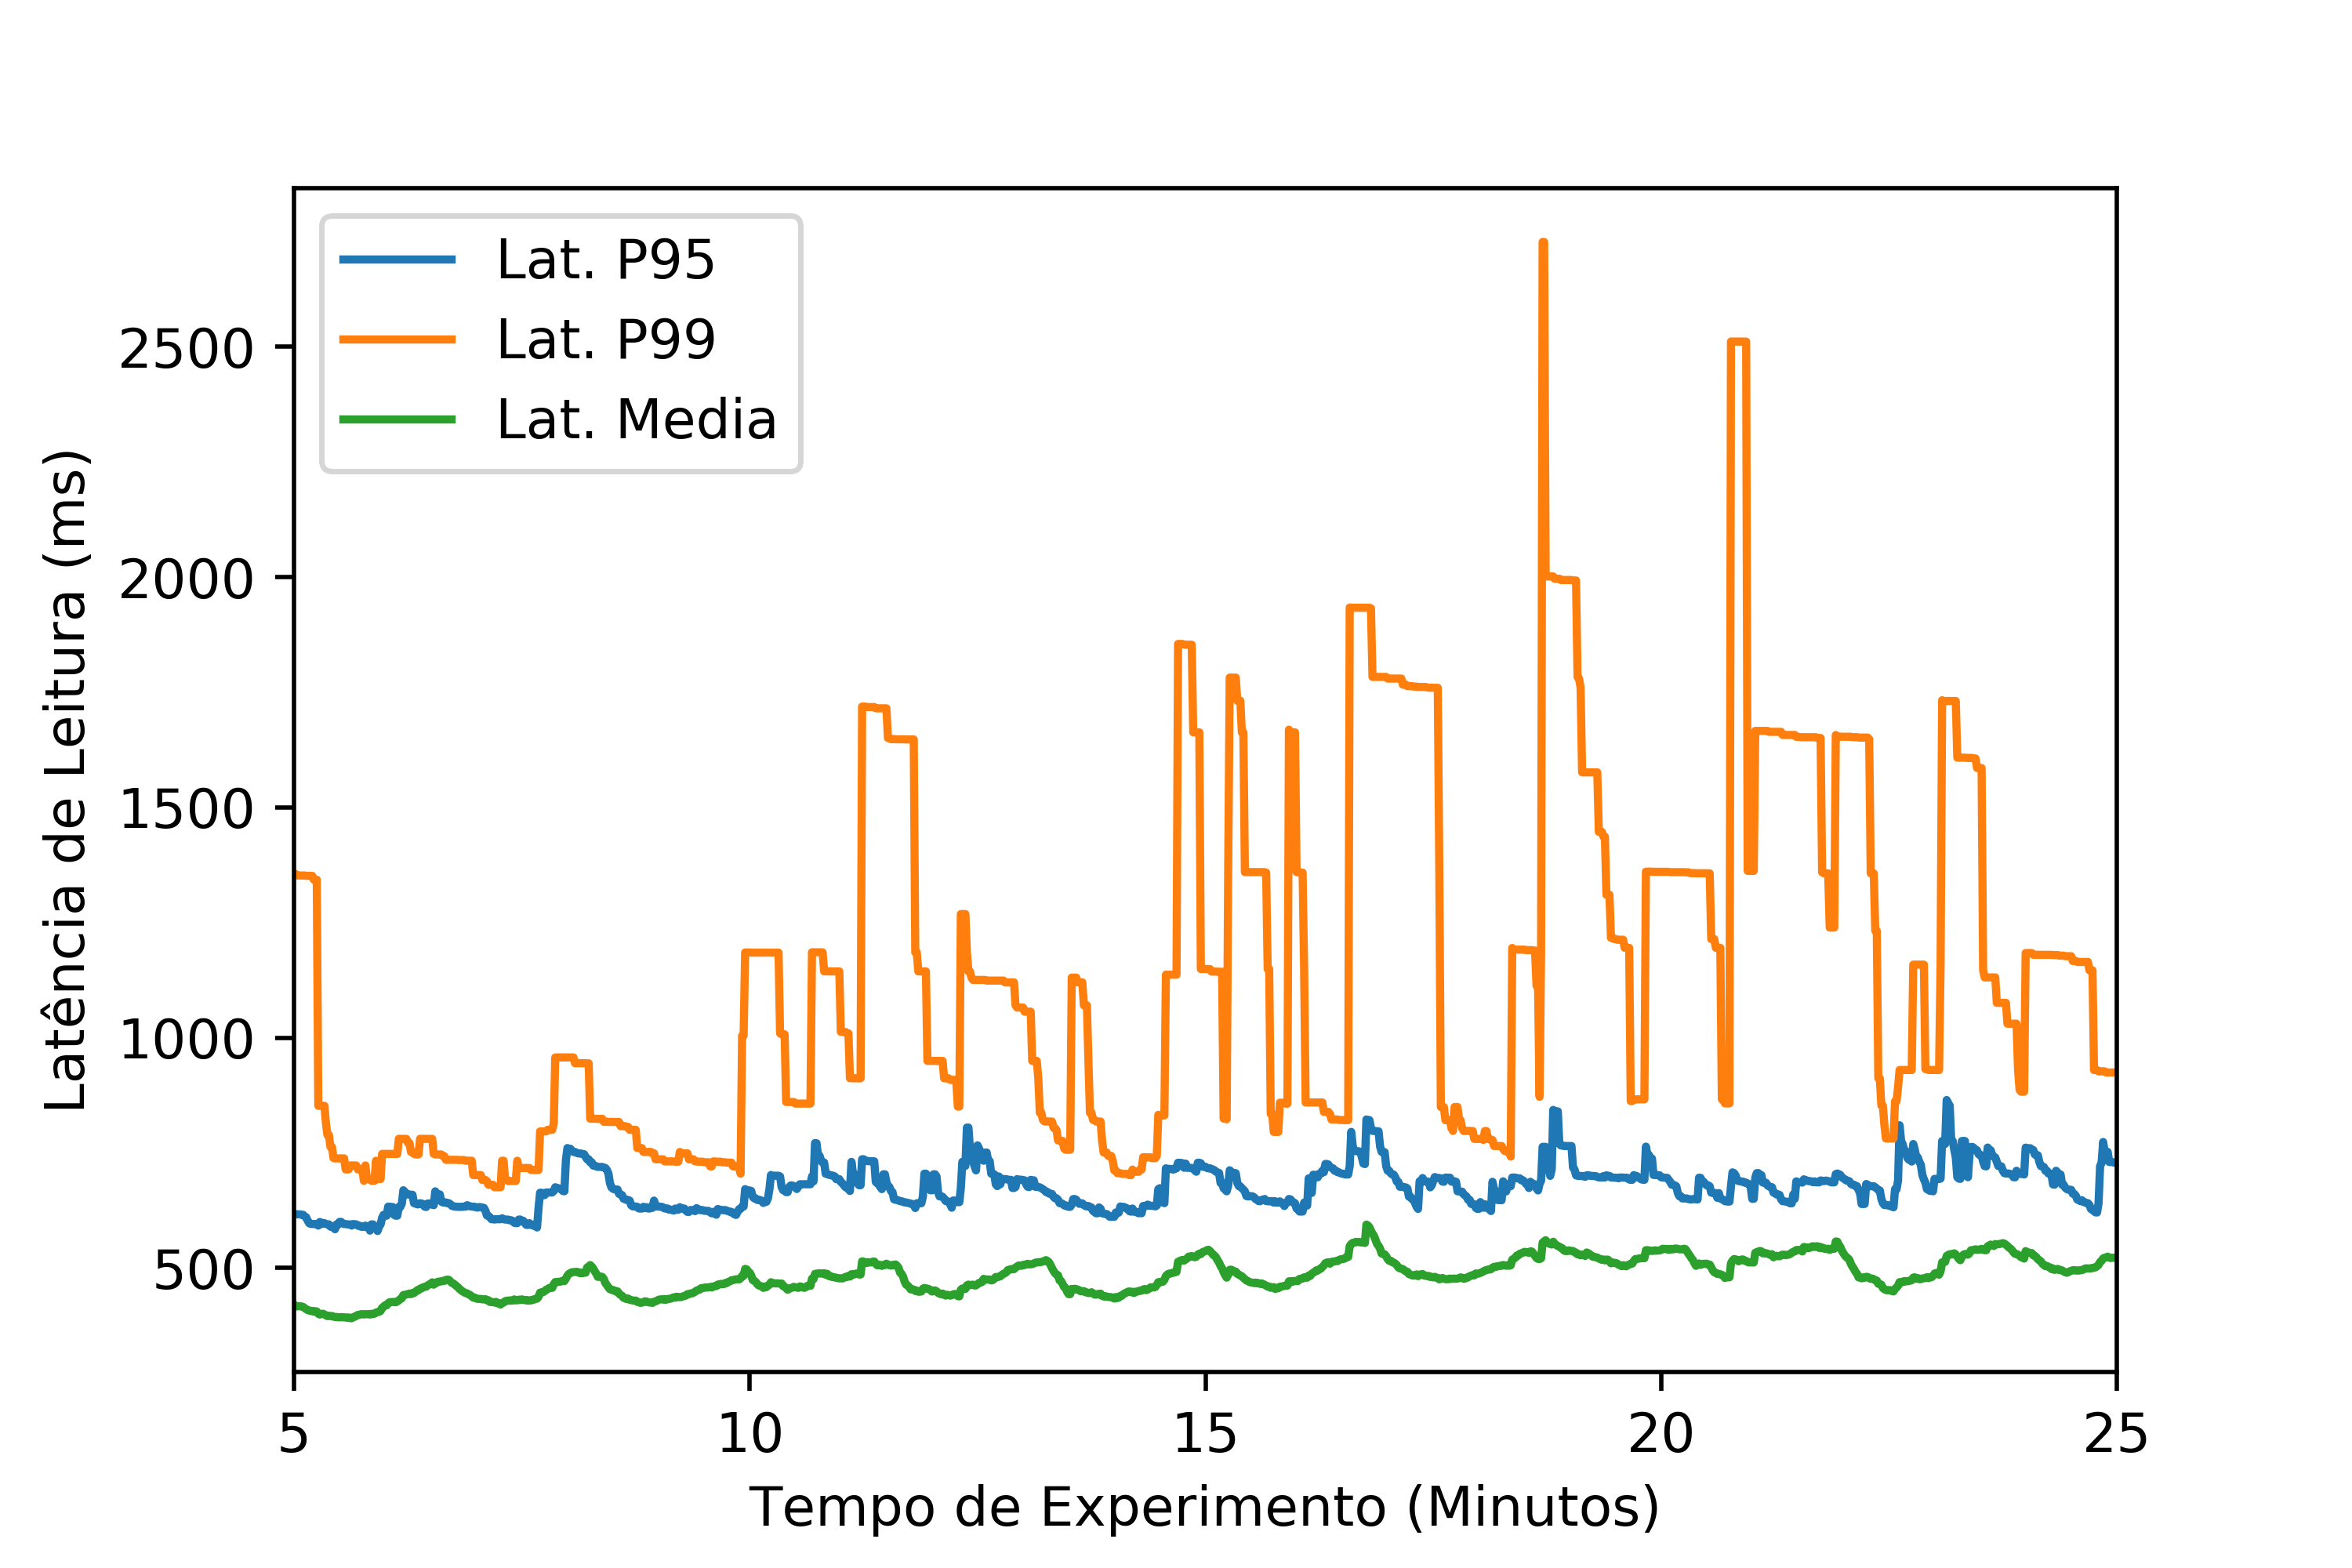 Lat. P95
Lat. P99
Lat. Media
Latência de Leitura (ms)
2500
2000
1500
1000
500
5
10
15
20
25
Tempo de Experimento (Minutos)